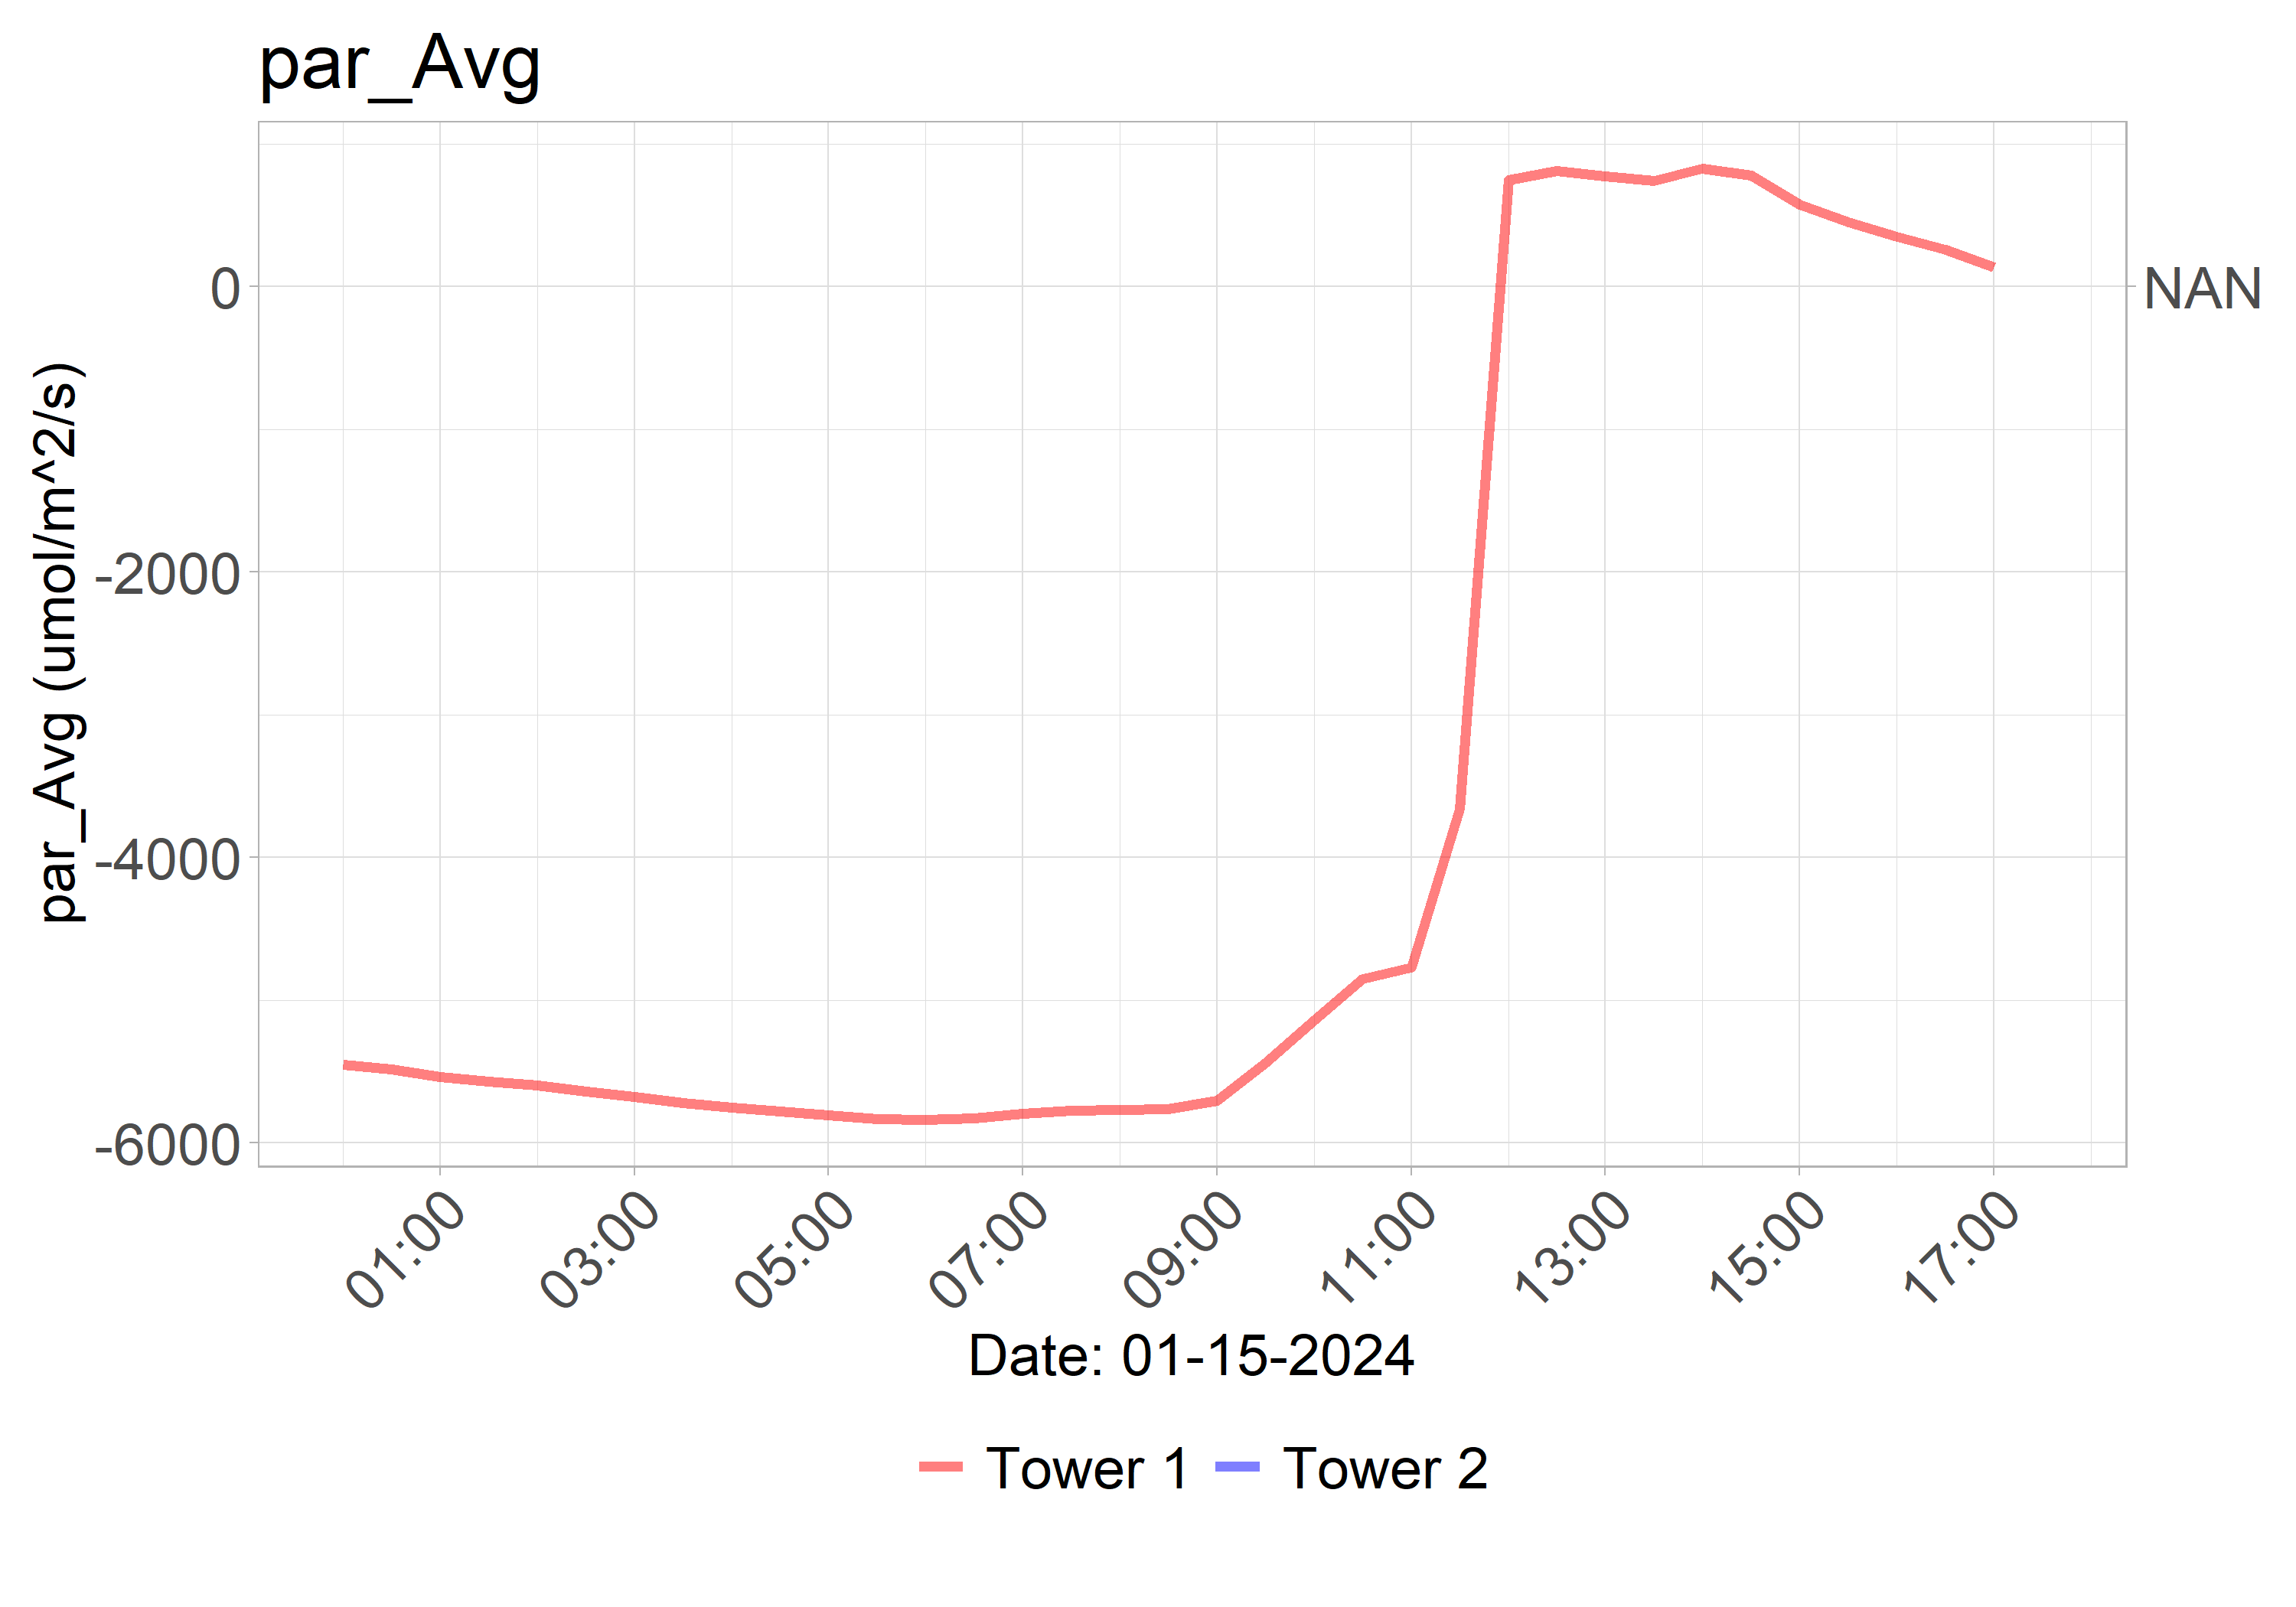 par_Avg
par_Avg (umol/m^2/s)
0
-2000
-4000
-6000
NAN
01:00 03:00 05:00 07:00 09:00 11:00 13:00 15:00 17:00
Date: 01-15-2024
Tower 1 Tower 2